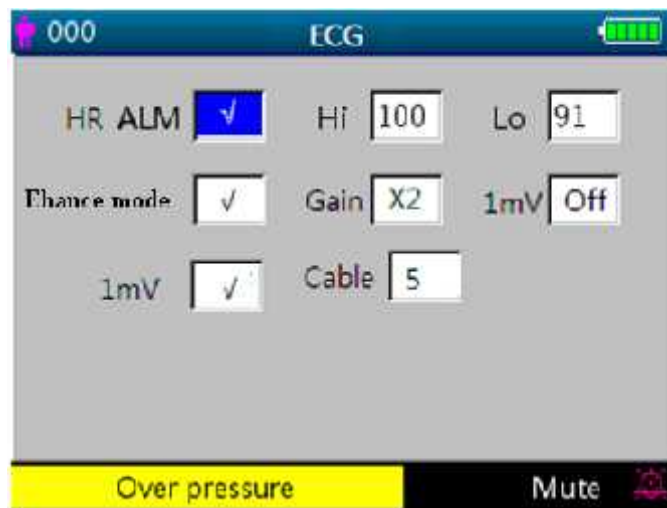 000 ECG
HR ALM √ Hi 100 Lo 91
Ehance mode √ Gain X2 1mV Off
1mV √ Cable 5
Over pressure Mute